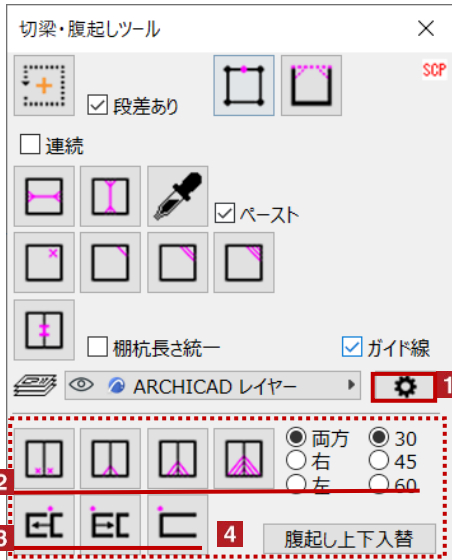 切梁・腹起しツール
SCP
段差あり
連続
ペースト
棚杭長さ統一 ガイド線
ARCHICAD レイヤー
1
両方 30
右 45
2 左 60
3 4 腹起し上下入替